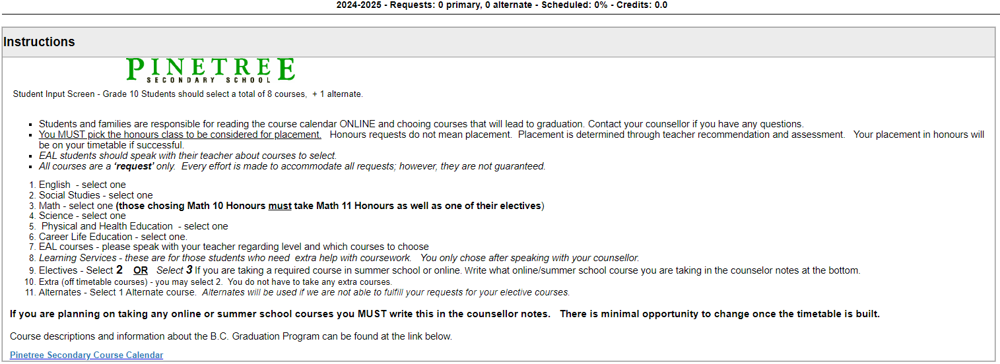 2024-2025 - Requests: 0 primary, 0 alternate - Scheduled: 0% - Credits: 0.0
Instructions
PINETREE
SECONDARY SCHOOL
Student Input Screen - Grade 10 Students should select a total of 8 courses,  + 1 alternate.
▪ Students and families are responsible for reading the course calendar ONLINE and chooing courses that will lead to graduation. Contact your counsellor if you have any questions.
▪ You MUST pick the honours class to be considered for placement.   Honours requests do not mean placement.  Placement is determined through teacher recommendation and assessment.   Your placement in honours will
be on your timetable if successful.
▪ EAL students should speak with their teacher about courses to select.
▪ All courses are a ‘request’ only.  Every effort is made to accommodate all requests; however, they are not guaranteed.
1. English  - select one
2. Social Studies - select one
3. Math - select one (those chosing Math 10 Honours must take Math 11 Honours as well as one of their electives)
4. Science - select one
5.  Physical and Health Education  - select one
6. Career Life Education - select one.
7. EAL courses - please speak with your teacher regarding level and which courses to choose
8. Learning Services - these are for those students who need  extra help with coursework.   You only chose after speaking with your counsellor.
9. Electives - Select 2   OR   Select 3 If you are taking a required course in summer school or online. Write what online/summer school course you are taking in the counselor notes at the bottom.
10. Extra (off timetable courses) - you may select 2.  You do not have to take any extra courses.
11. Alternates - Select 1 Alternate course.  Alternates will be used if we are not able to fulfill your requests for your elective courses.
If you are planning on taking any online or summer school courses you MUST write this in the counsellor notes.   There is minimal opportunity to change once the timetable is built.
Course descriptions and information about the B.C. Graduation Program can be found at the link below.
Pinetree Secondary Course Calendar